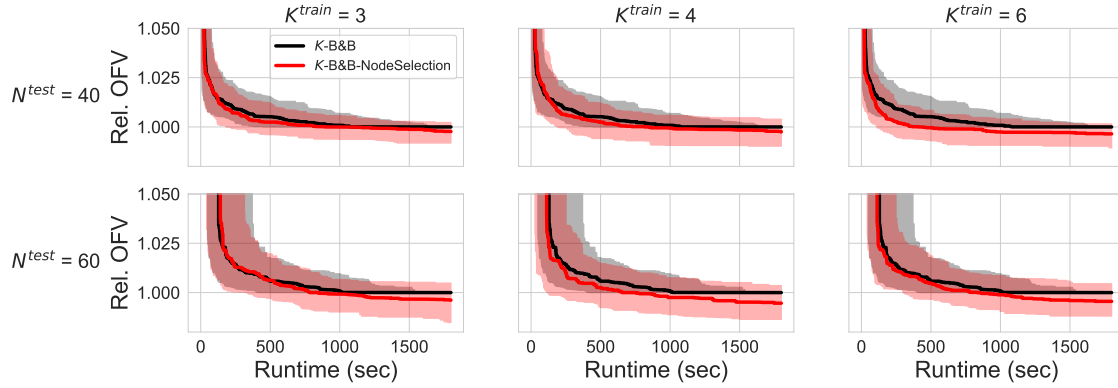 K^train = 3
K^train = 4
K^train = 6
N^test = 40
Rel. OFV
1.050
1.025
1.000
K-B&B
K-B&B-NodeSelection
N^test = 60
Rel. OFV
1.050
1.025
1.000
0 500 1000 1500
0 500 1000 1500
0 500 1000 1500
Runtime (sec)
Runtime (sec)
Runtime (sec)